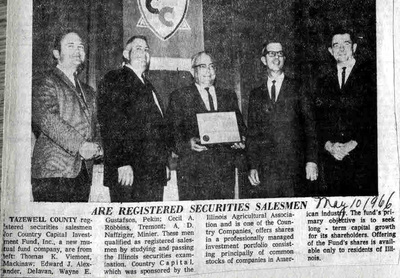 CC
ARE REGISTERED SECURITIES SALESMEN
May 10, 1966
TAZEWELL COUNTY reg-
istered securities salesmen
for Country Capital Invest-
ment Fund, Inc., a new mu-
tual fund company, are from
left: Thomas K. Viemont,
Mackinaw; Edward J. Alex-
ander, Delavan, Wayne E.
Gustafson, Pekin; Cecil A.
Robbins, Tremont; A. D.
Naffziger, Minier. These men
qualified as registered sales-
men by studying and passing
the Illinois securities exam-
ination. Country Capital,
which was sponsored by the
Illinois Agricultural Associa-
tion and is one of the Coun-
try Companies, offers shares
in a professionally managed
investment portfolio consist-
ing principally of common
stocks of companies in Amer-
ican Industry. The fund's pri-
mary objective is to seek
long - term capital growth
for its shareholders. Offering
of the Fund's shares is avail-
able only to residents of Illi-
nois.